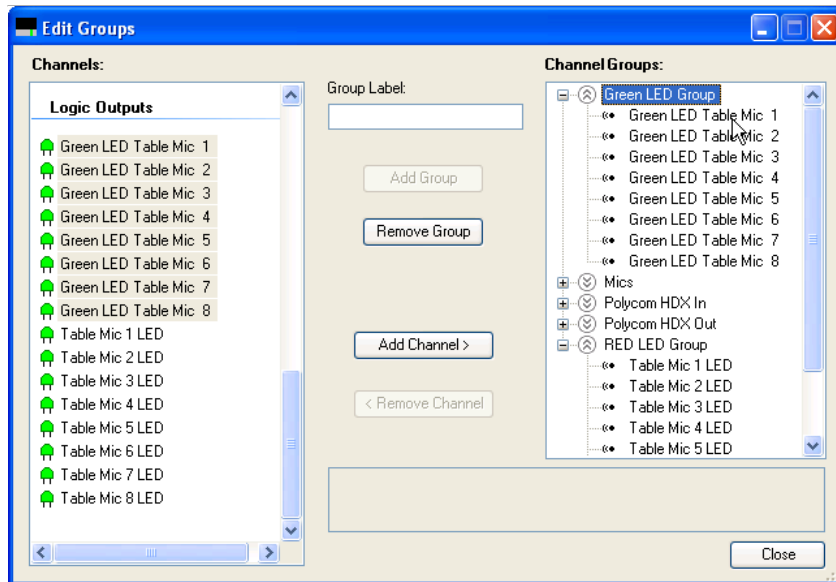 Edit Groups
Channels:
Logic Outputs
Green LED Table Mic 1
Green LED Table Mic 2
Green LED Table Mic 3
Green LED Table Mic 4
Green LED Table Mic 5
Green LED Table Mic 6
Green LED Table Mic 7
Green LED Table Mic 8
Table Mic 1 LED
Table Mic 2 LED
Table Mic 3 LED
Table Mic 4 LED
Table Mic 5 LED
Table Mic 6 LED
Table Mic 7 LED
Table Mic 8 LED
Group Label:
Add Group
Remove Group
Add Channel >
< Remove Channel
Channel Groups:
Green LED Group
Green LED Table Mic 1
Green LED Table Mic 2
Green LED Table Mic 3
Green LED Table Mic 4
Green LED Table Mic 5
Green LED Table Mic 6
Green LED Table Mic 7
Green LED Table Mic 8
Mics
Polycom HDX In
Polycom HDX Out
RED LED Group
Table Mic 1 LED
Table Mic 2 LED
Table Mic 3 LED
Table Mic 4 LED
Table Mic 5 LED
Close